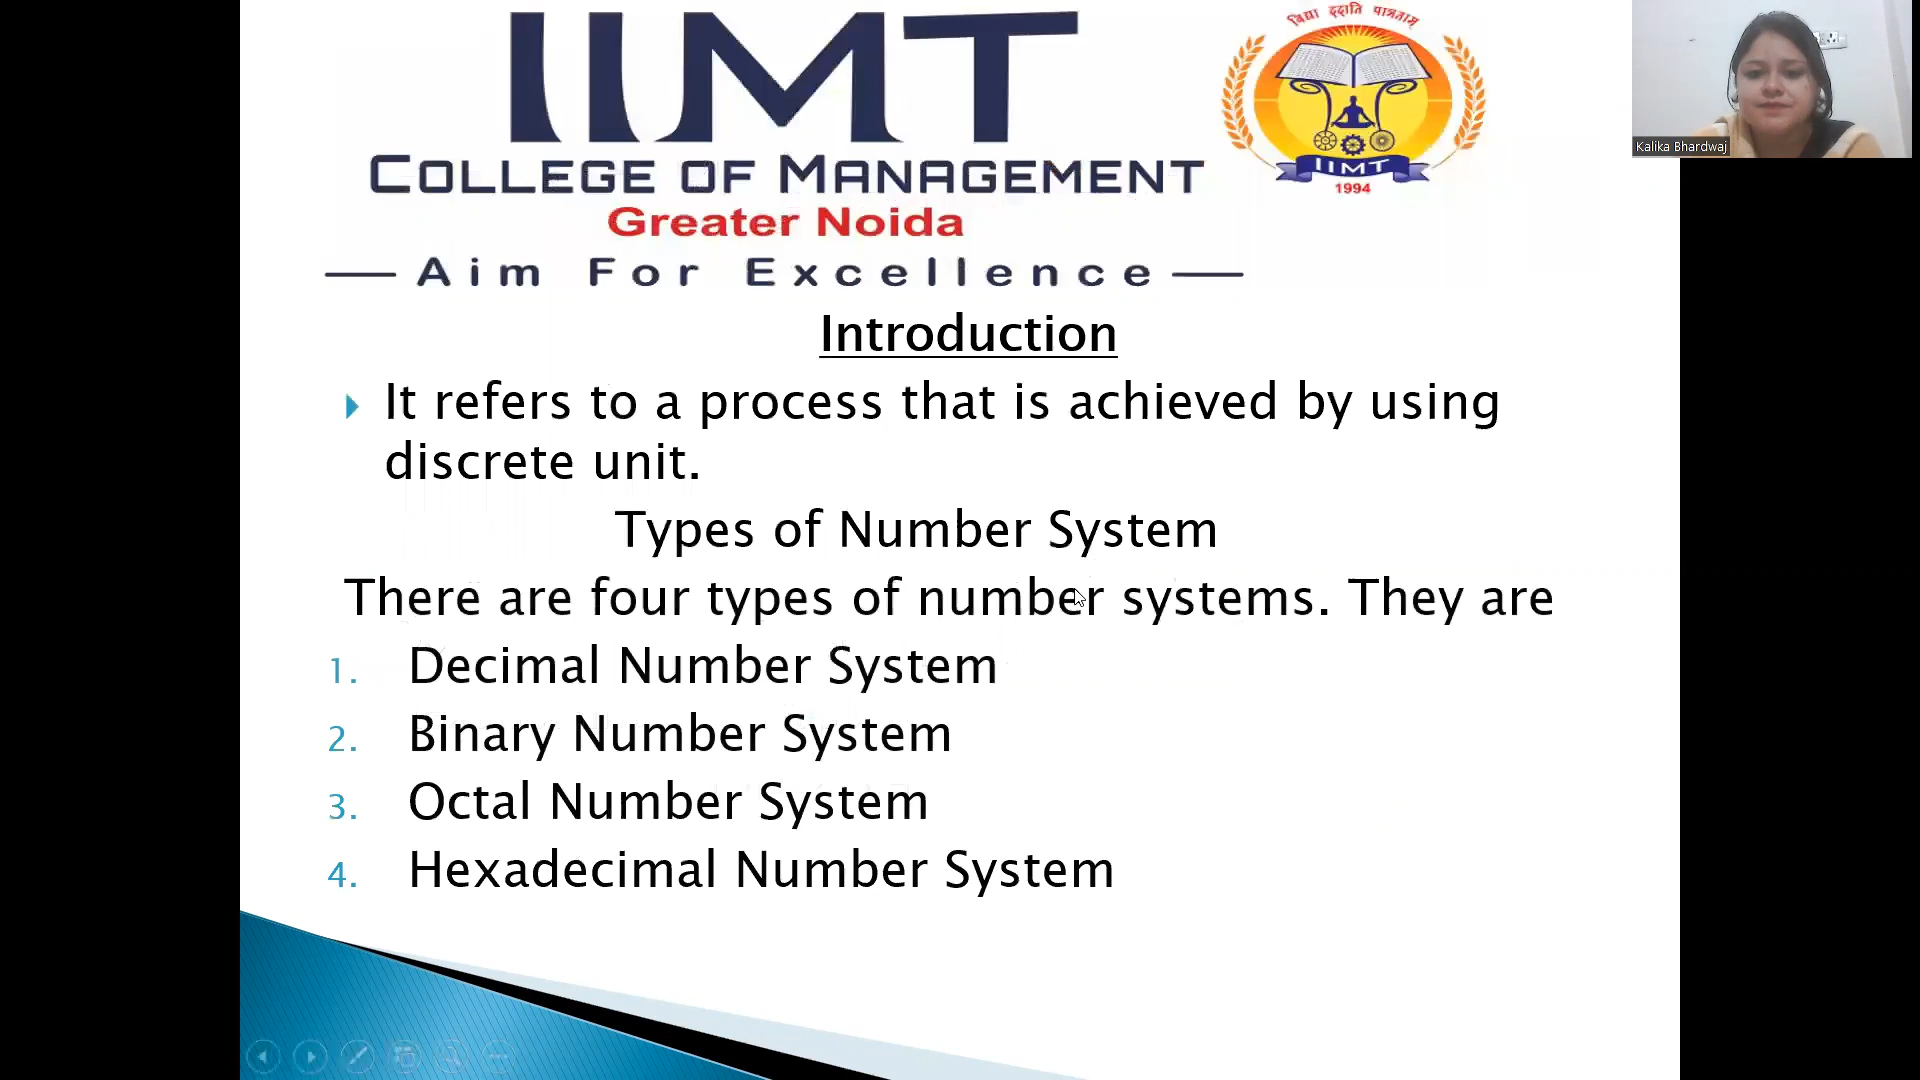 IIMT
COLLEGE OF MANAGEMENT
Greater Noida
Aim For Excellence
विद्या ददाति पात्रताम्
IIMT
1994
Kalika Bhardwaj
Introduction
It refers to a process that is achieved by using
discrete unit.
Types of Number System
There are four types of number systems. They are
1. Decimal Number System
2. Binary Number System
3. Octal Number System
4. Hexadecimal Number System